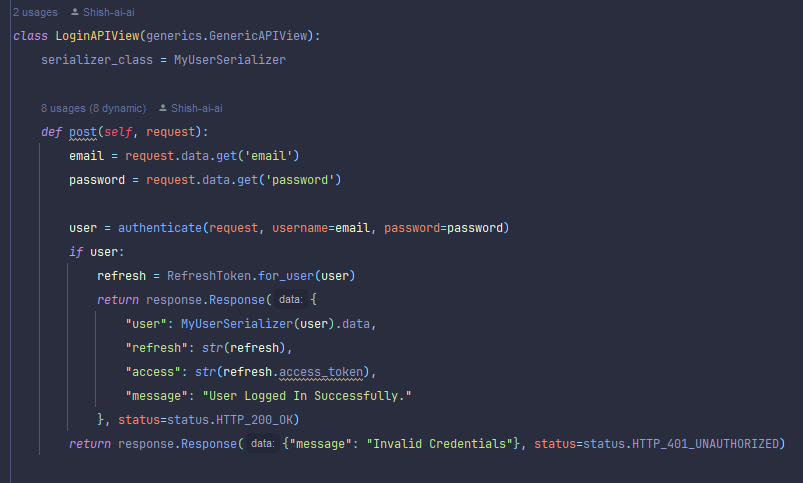 2 usages Shish-ai-ai
class LoginAPIView(generics.GenericAPIView):
    serializer_class = MyUserSerializer
    8 usages (8 dynamic) Shish-ai-ai
    def post(self, request):
        email = request.data.get('email')
        password = request.data.get('password')
        user = authenticate(request, username=email, password=password)
        if user:
            refresh = RefreshToken.for_user(user)
            return response.Response( data: {
                "user": MyUserSerializer(user).data,
                "refresh": str(refresh),
                "access": str(refresh.access_token),
                "message": "User Logged In Successfully."
            }, status=status.HTTP_200_OK)
        return response.Response( data: {"message": "Invalid Credentials"}, status=status.HTTP_401_UNAUTHORIZED)